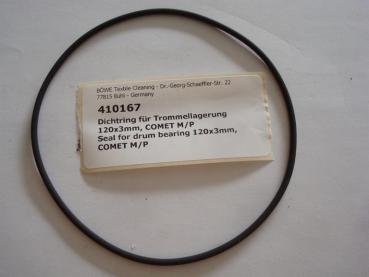 BÖWE Textile Cleaning - Dr.-Georg-Schaeffler-Str. 22
77815 Bühl - Germany
410167
Dichtring für Trommellagerung
120x3mm, COMET M/P
Seal for drum bearing 120x3mm,
COMET M/P